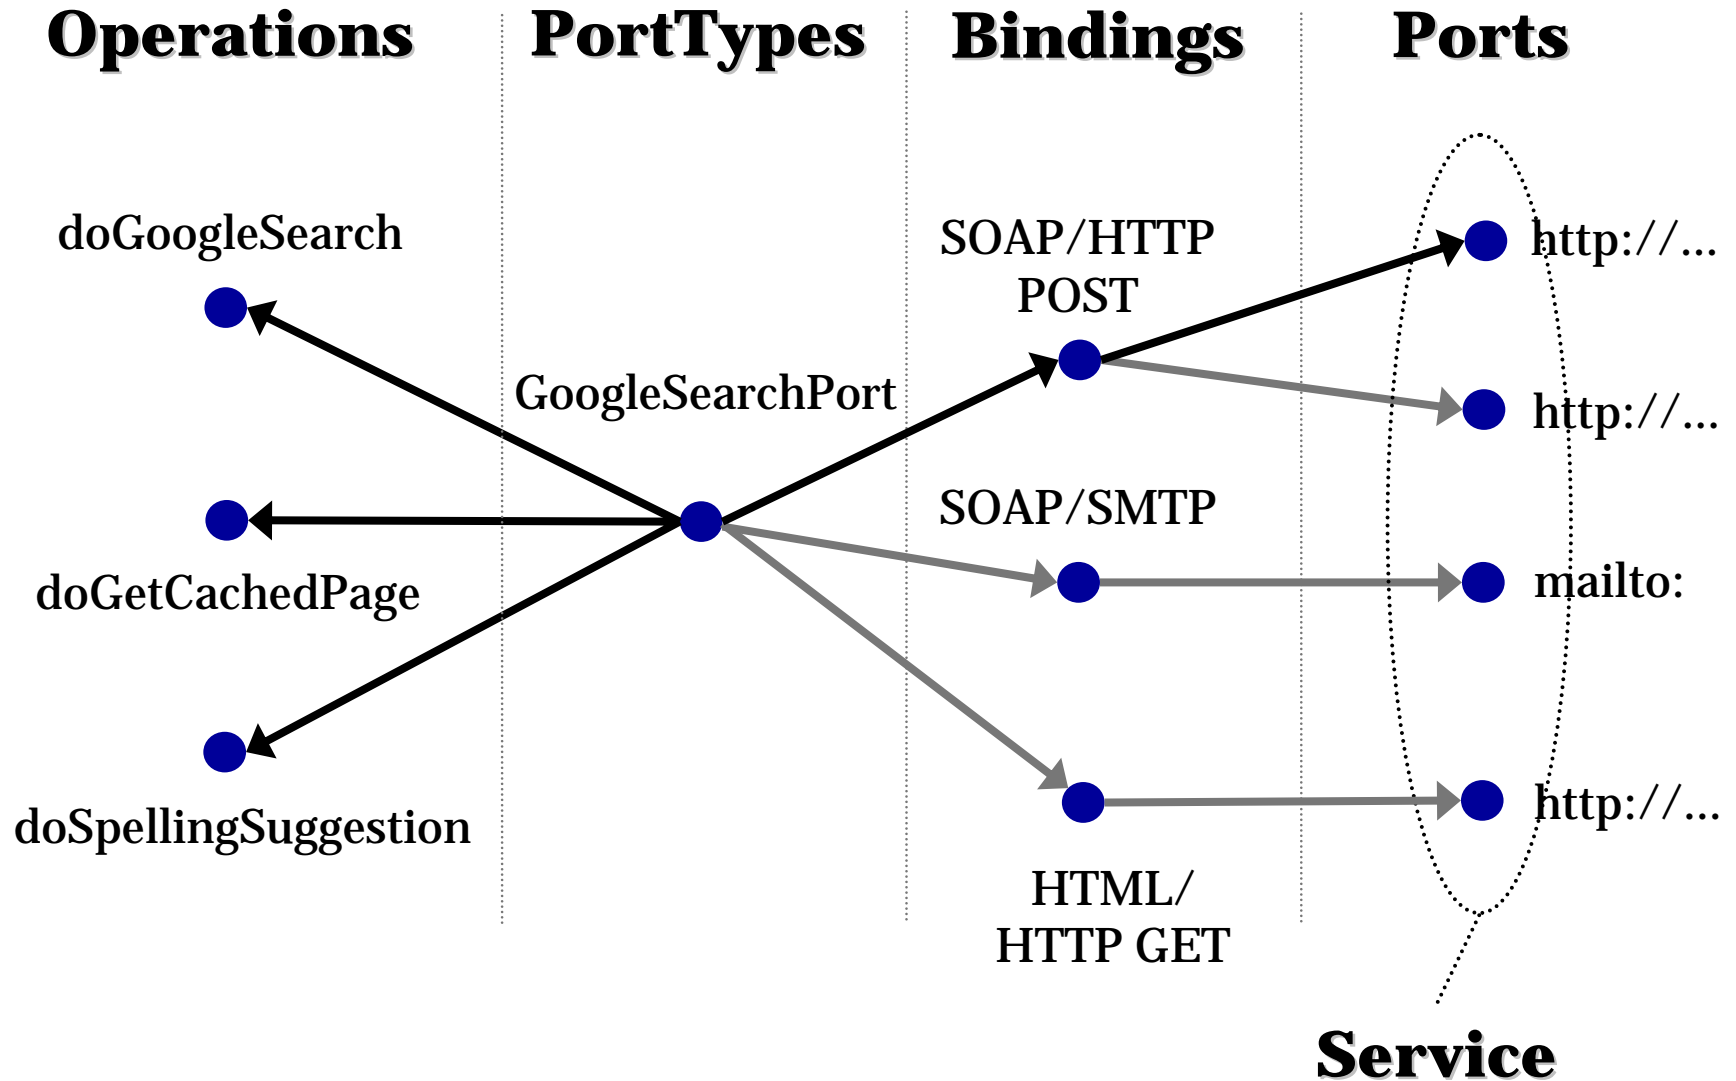 Operations
PortTypes
Bindings
Ports
doGoogleSearch
SOAP/HTTP
POST
http://...
GoogleSearchPort
http://...
SOAP/SMTP
doGetCachedPage
mailto:
doSpellingSuggestion
http://...
HTML/
HTTP GET
Service